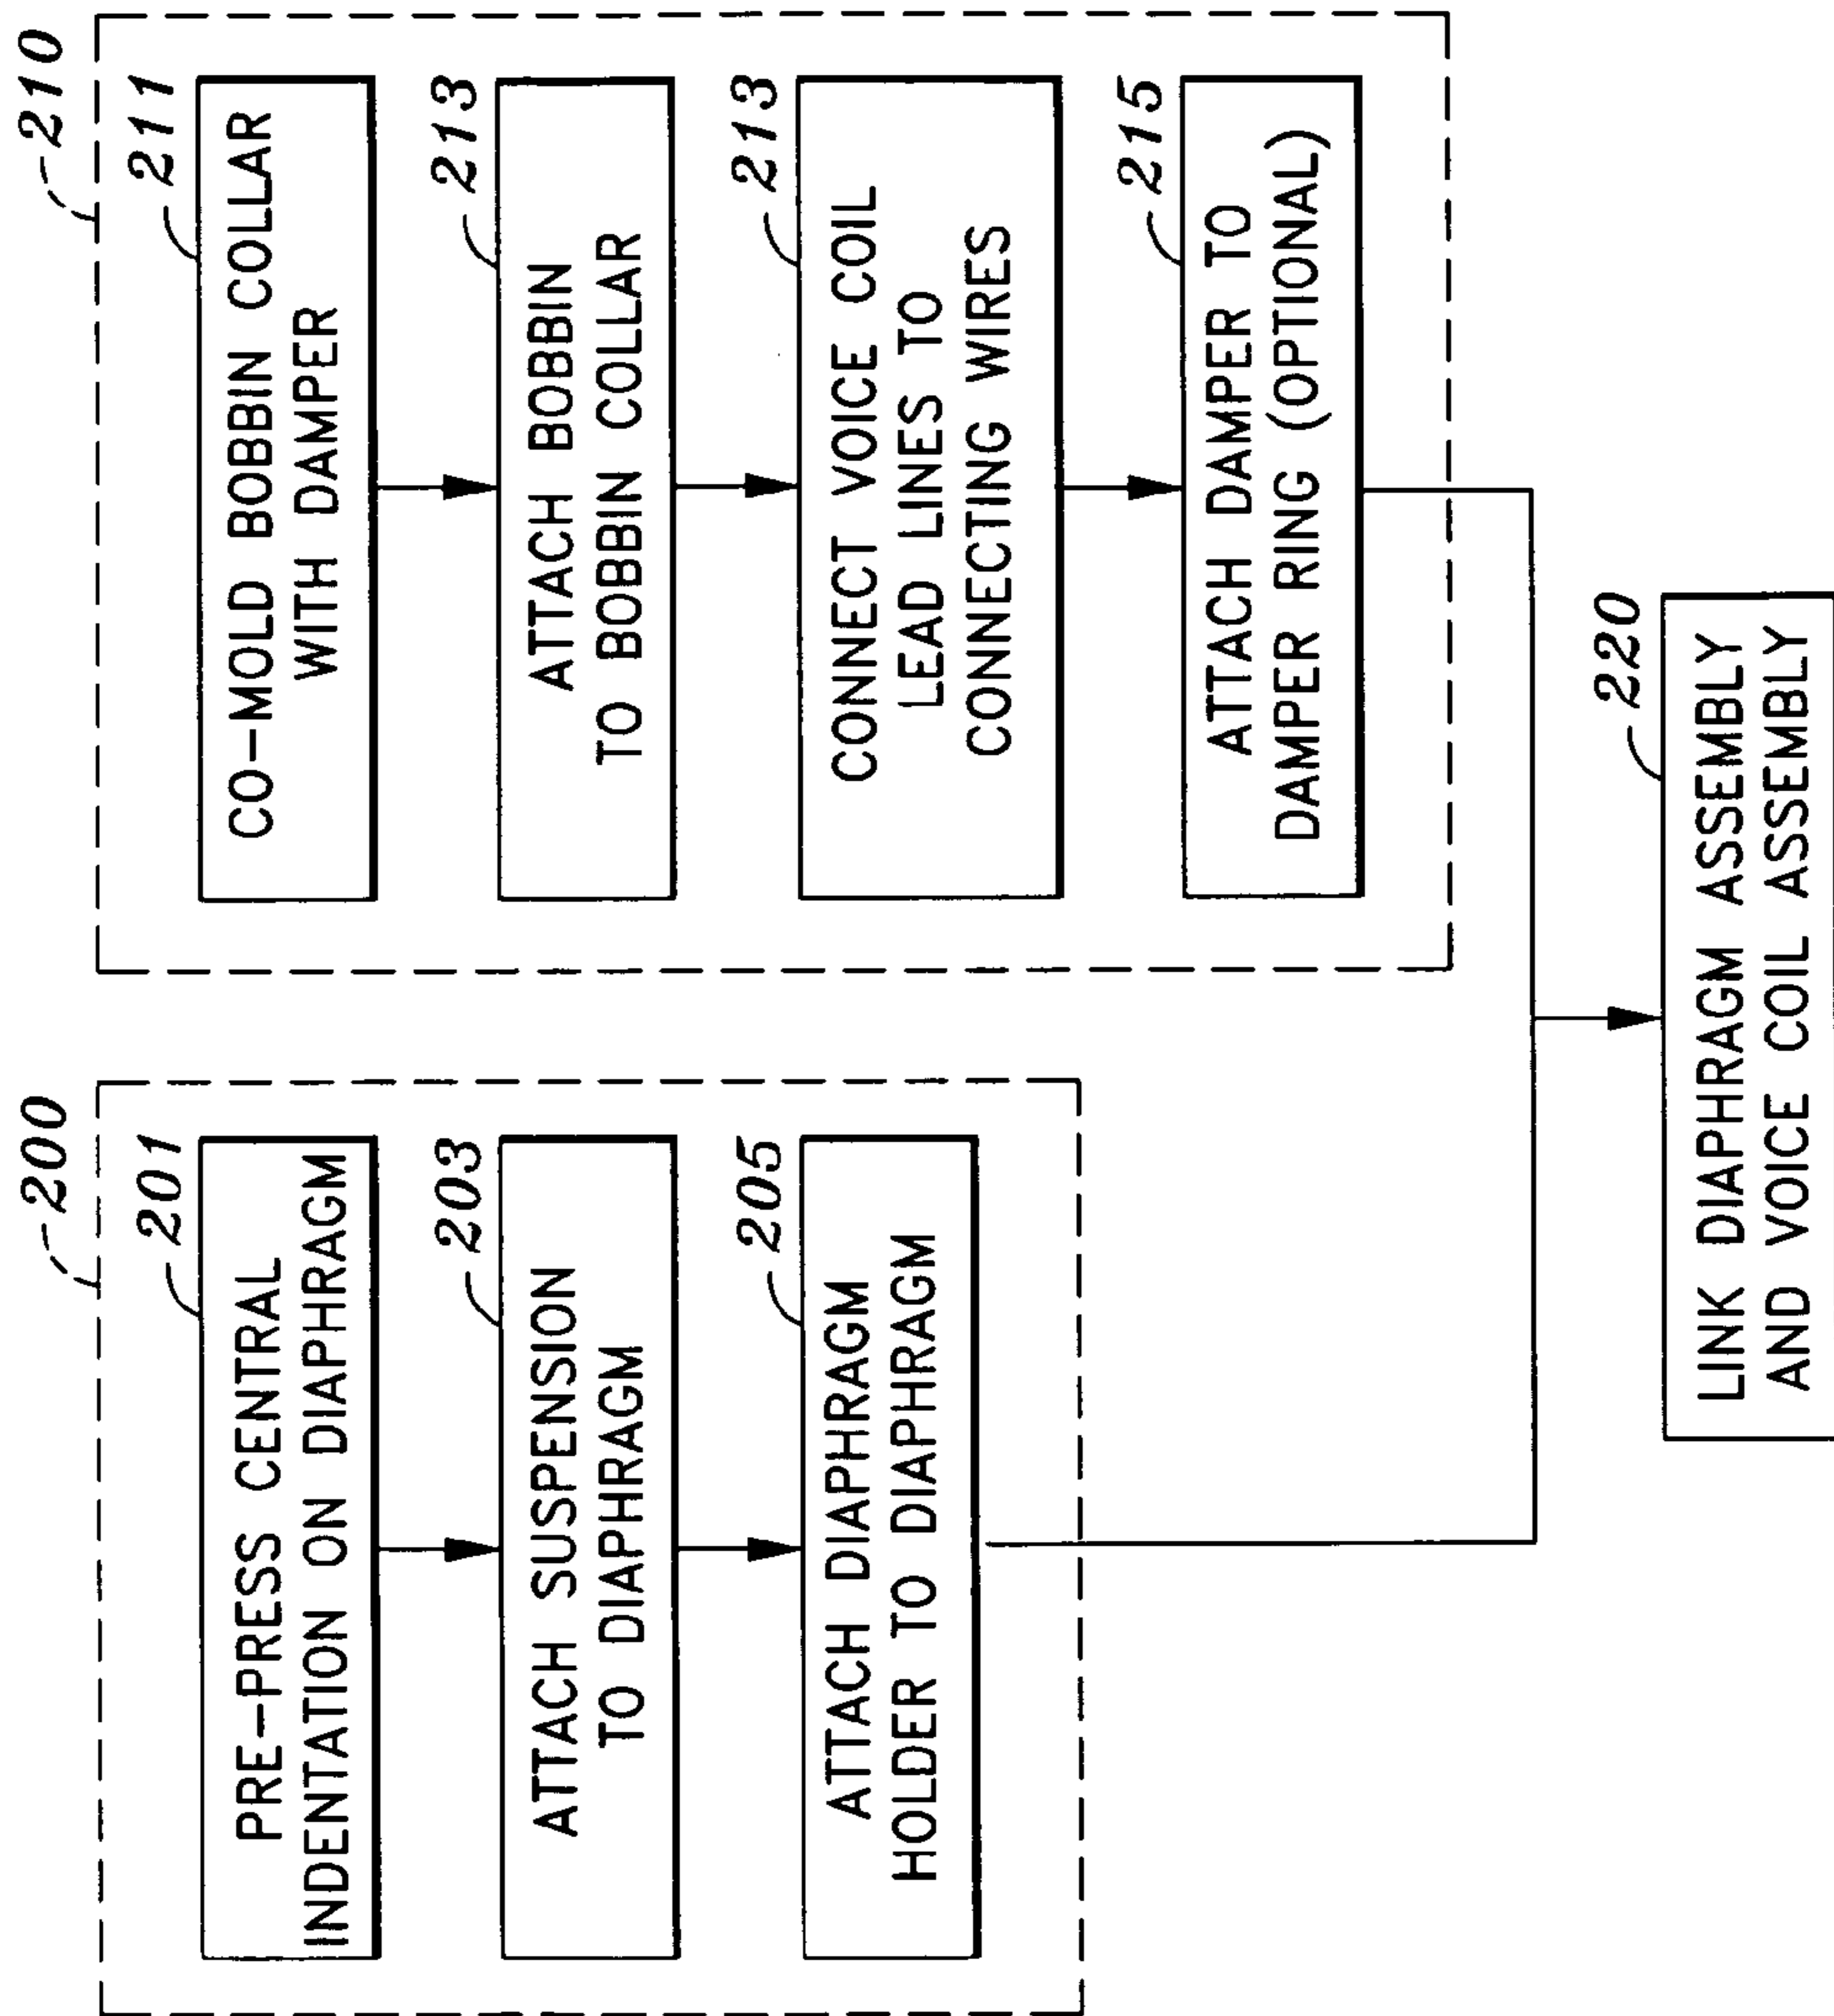 200
201
PRE-PRESS CENTRAL
INDENTATION ON DIAPHRAGM
203
ATTACH SUSPENSION
TO DIAPHRAGM
205
ATTACH DIAPHRAGM
HOLDER TO DIAPHRAGM
210
211
CO-MOLD BOBBIN COLLAR
WITH DAMPER
213
ATTACH BOBBIN
TO BOBBIN COLLAR
213
CONNECT VOICE COIL
LEAD LINES TO
CONNECTING WIRES
215
ATTACH DAMPER TO
DAMPER RING (OPTIONAL)
220
LINK DIAPHRAGM ASSEMBLY
AND VOICE COIL ASSEMBLY